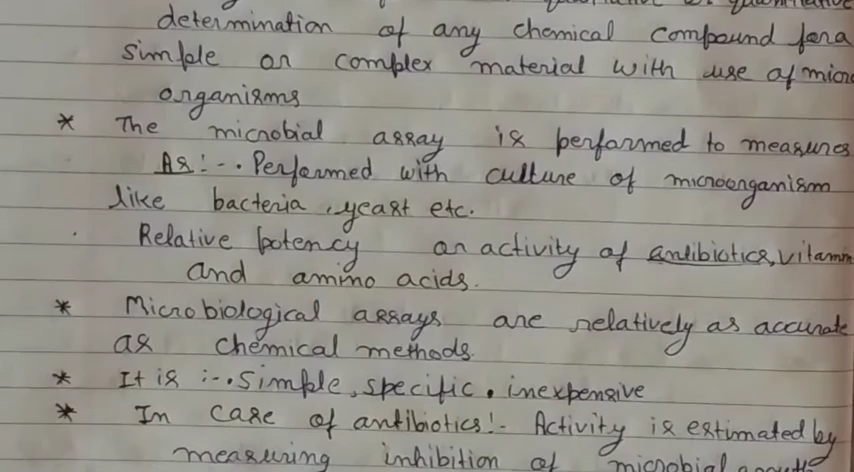 quantitative
determination of any chemical compound for a
simple or complex material with use of micro
organisms
* The microbial assay is performed to measures
As:-. Performed with culture of microorganism
like bacteria, yeast etc.
. Relative potency or activity of antibiotics, vitamin
and amino acids.
* Microbiological assays are relatively as accurate
as chemical methods.
* It is :-. Simple, specific. inexpensive
* In case of antibiotics:- Activity is estimated by
measuring inhibition of microbial